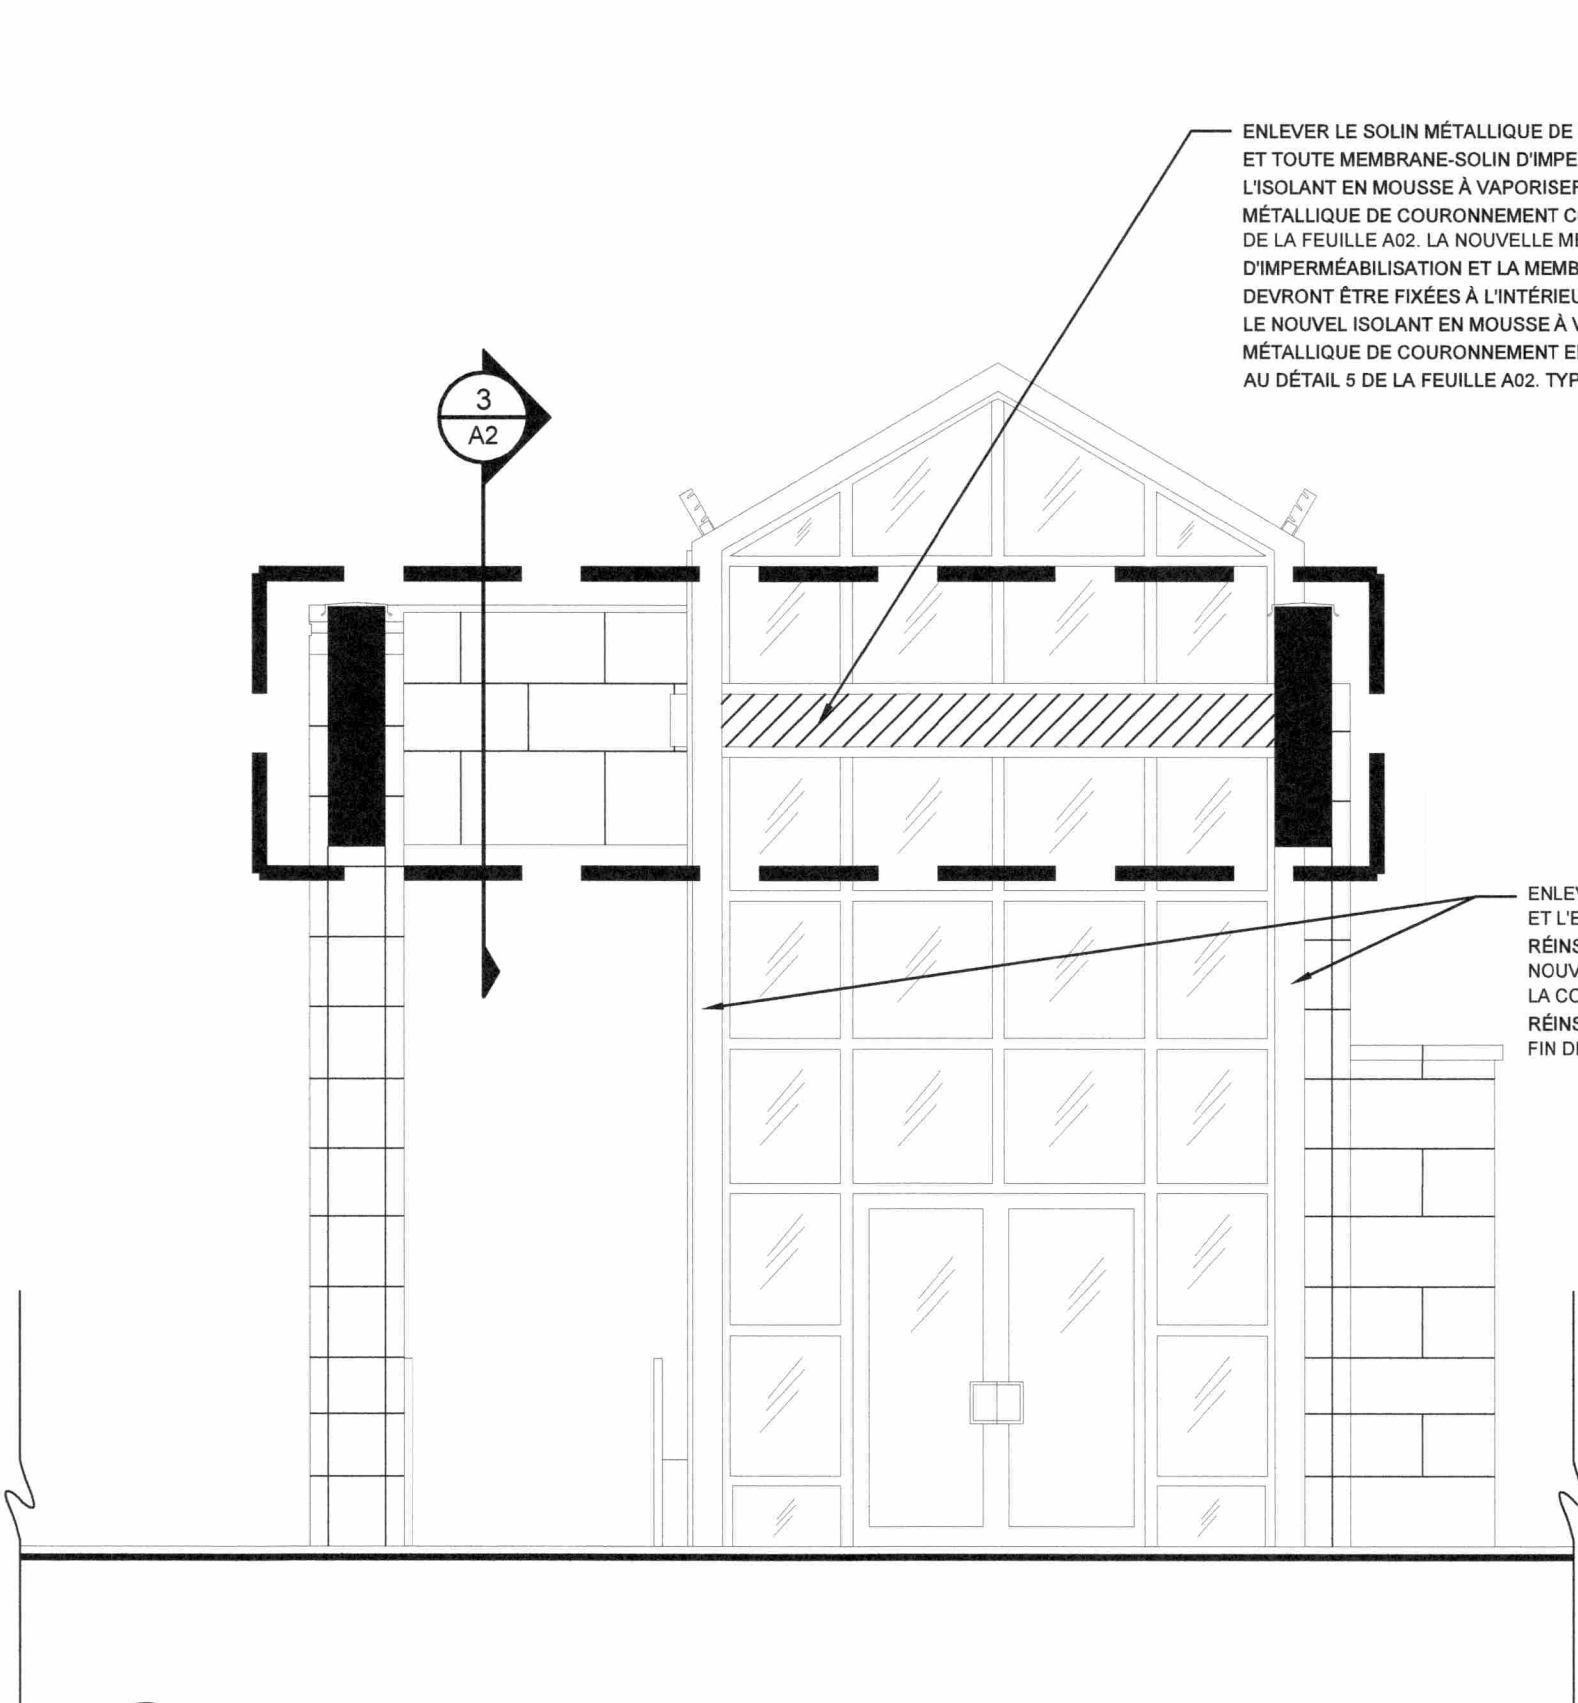 ENLEVER LE SOLIN MÉTALLIQUE DE
ET TOUTE MEMBRANE-SOLIN D'IMPE
L'ISOLANT EN MOUSSE À VAPORISER
MÉTALLIQUE DE COURONNEMENT C
DE LA FEUILLE A02. LA NOUVELLE ME
D'IMPERMÉABILISATION ET LA MEMB
DEVRONT ÊTRE FIXÉES À L'INTÉRIEU
LE NOUVEL ISOLANT EN MOUSSE À V
MÉTALLIQUE DE COURONNEMENT E
AU DÉTAIL 5 DE LA FEUILLE A02. TYP
3
A2
ENLEV
ET L'E
RÉINS
NOUV
LA CO
RÉINS
FIN D